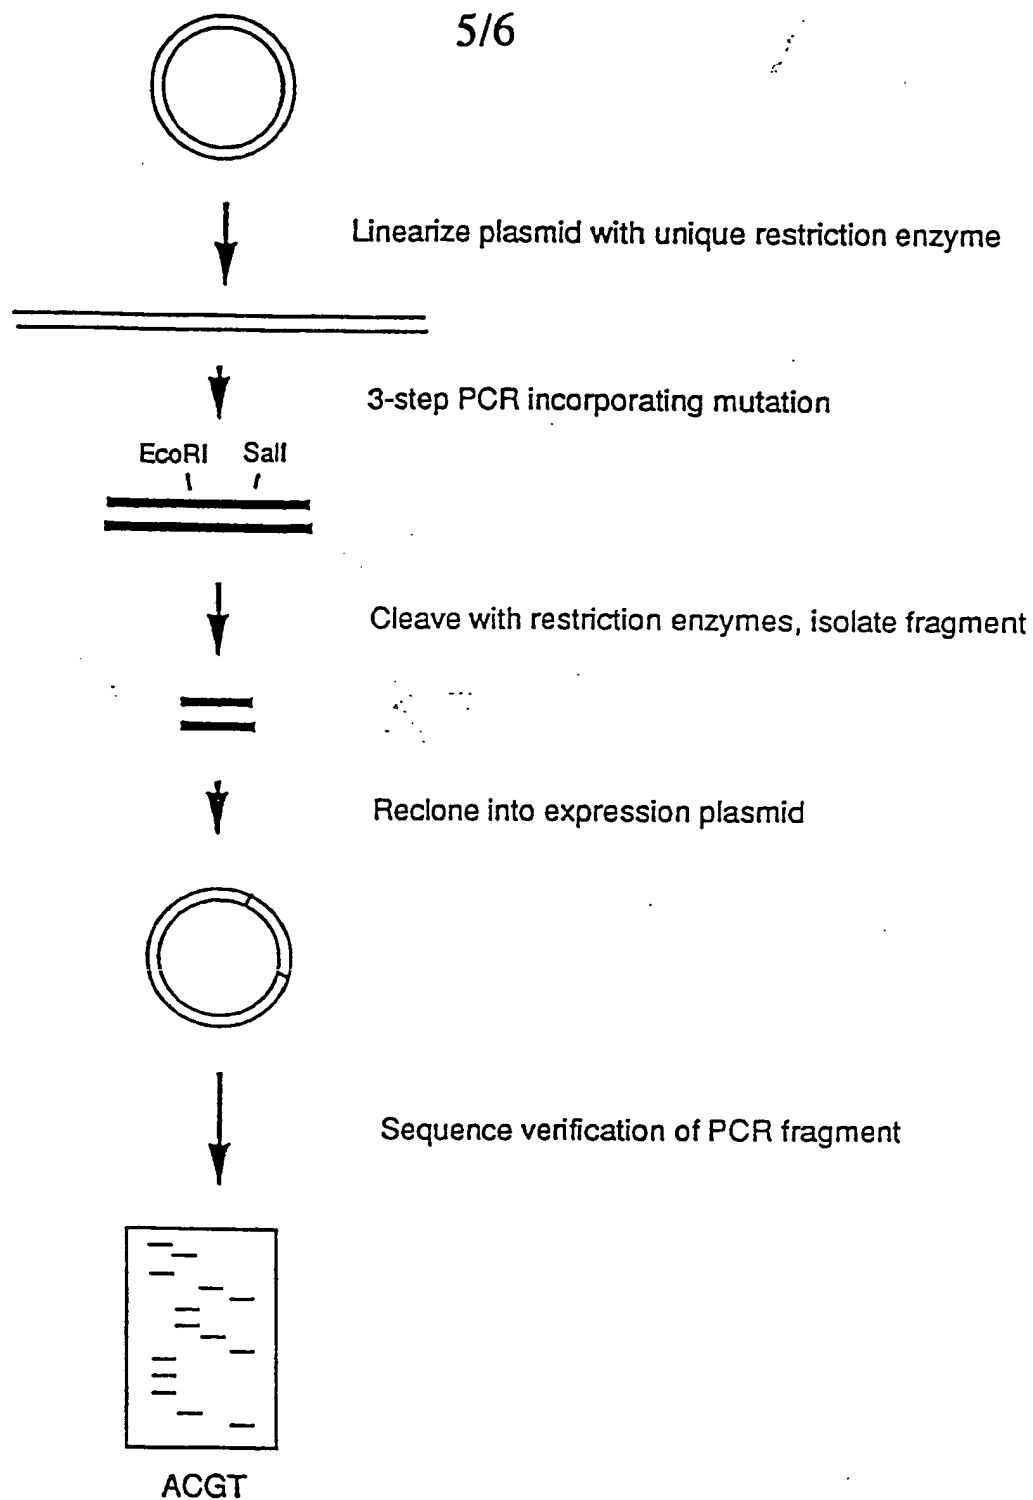 5/6
Linearize plasmid with unique restriction enzyme
3-step PCR incorporating mutation
EcoRI SalI
Cleave with restriction enzymes, isolate fragment
Reclone into expression plasmid
Sequence verification of PCR fragment
ACGT